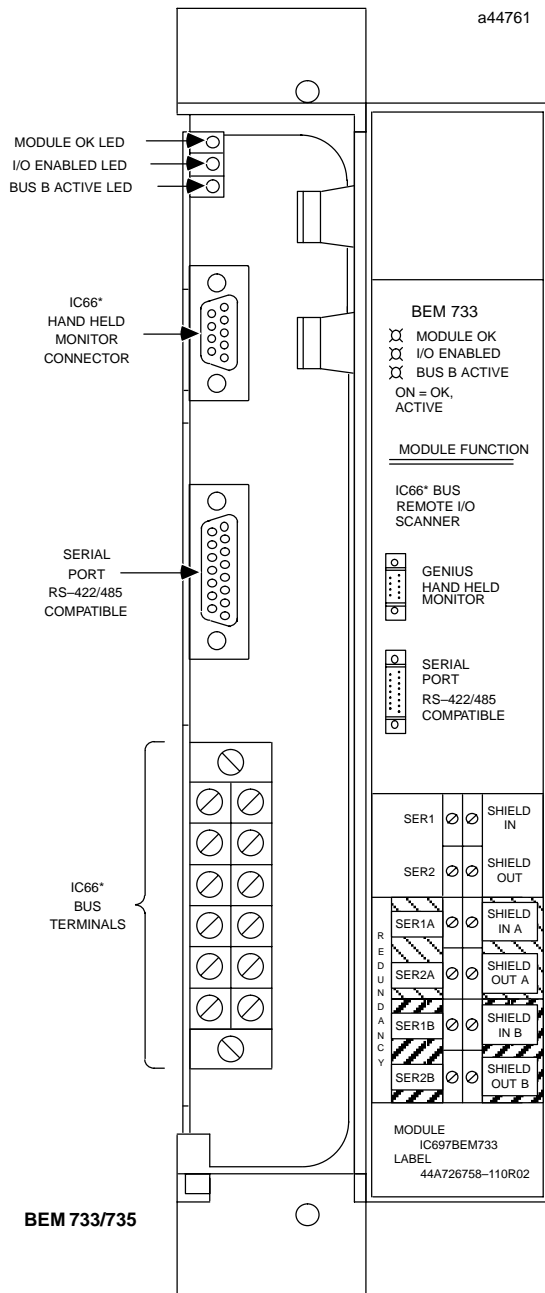 a44761
MODULE OK LED
I/O ENABLED LED
BUS B ACTIVE LED
IC66*
HAND HELD
MONITOR
CONNECTOR
SERIAL
PORT
RS–422/485
COMPATIBLE
IC66*
BUS
TERMINALS
BEM 733/735
BEM 733
MODULE OK
I/O ENABLED
BUS B ACTIVE
ON = OK,
ACTIVE
MODULE FUNCTION
IC66* BUS
REMOTE I/O
SCANNER
GENIUS
HAND HELD
MONITOR
SERIAL
PORT
RS–422/485
COMPATIBLE
SER1 SHIELD
IN
SER2 SHIELD
OUT
REDUNDANCY
SER1A SHIELD
IN A
SER2A SHIELD
OUT A
SER1B SHIELD
IN B
SER2B SHIELD
OUT B
MODULE
IC697BEM733
LABEL
44A726758–110R02